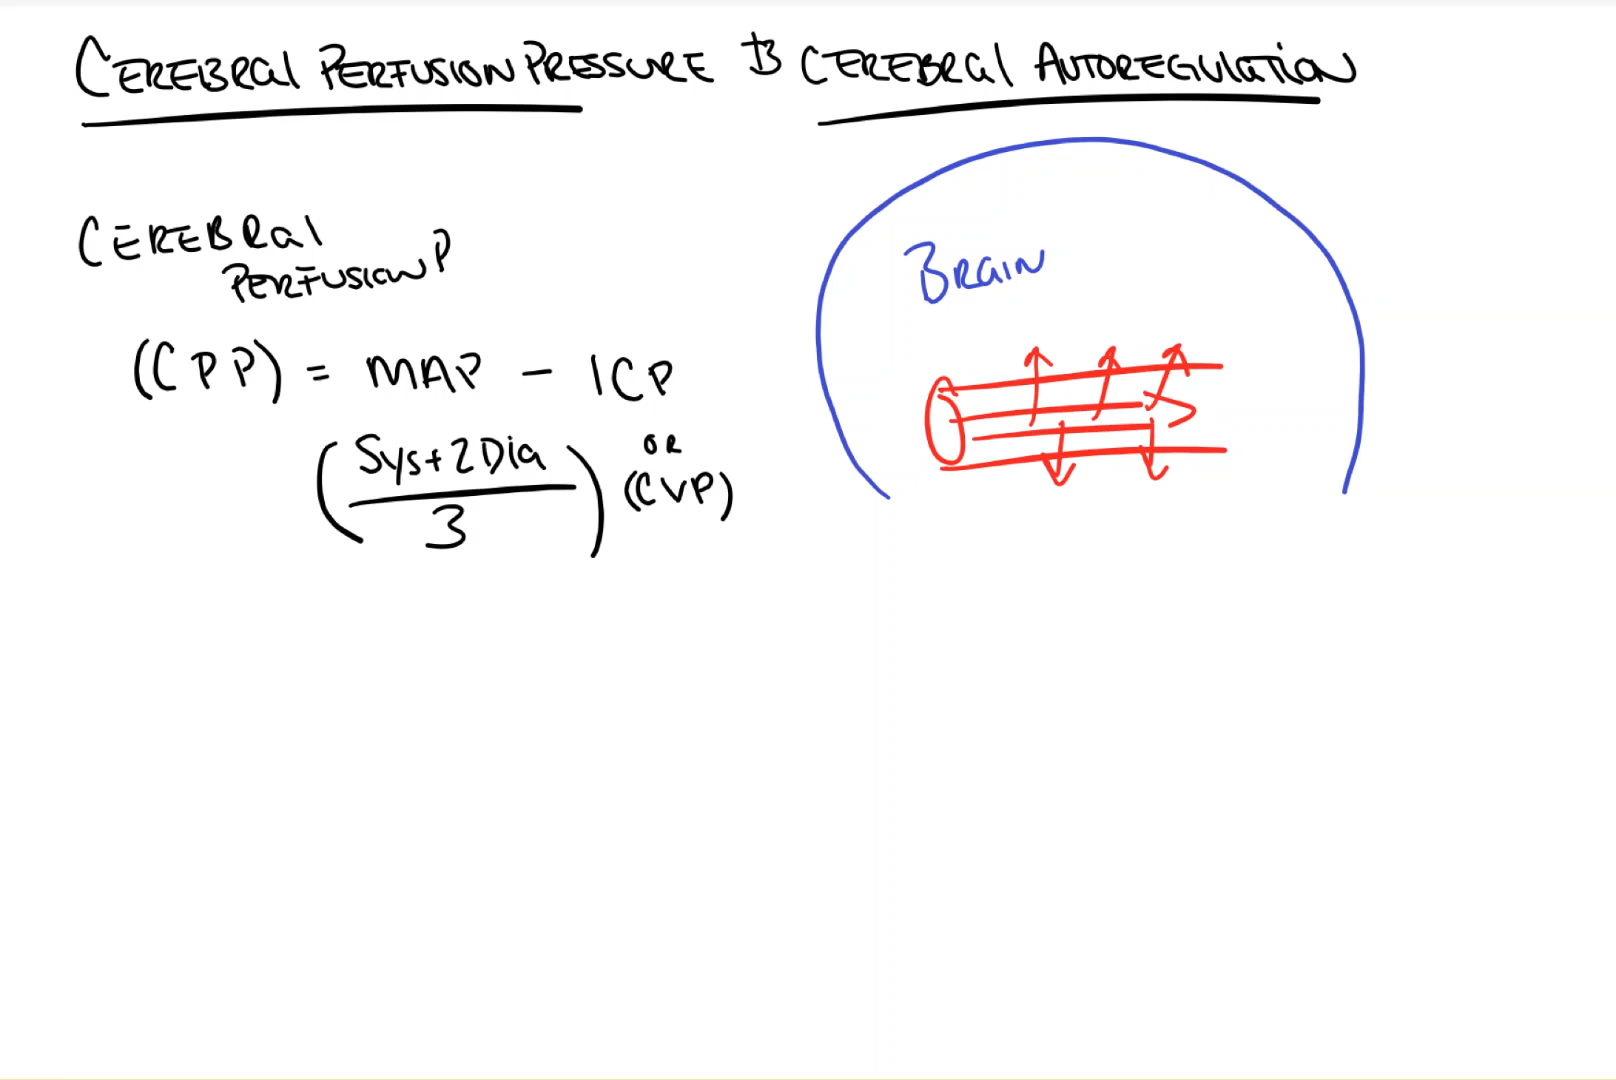 CEREBRAL PERFUSION PRESSURE & CEREBRAL AUTOREGULATION
CEREBRAL
PERFUSION P
(CPP) = MAP - ICP
(Sys+2Dia
3)
OR
(CVP)
BRAIN